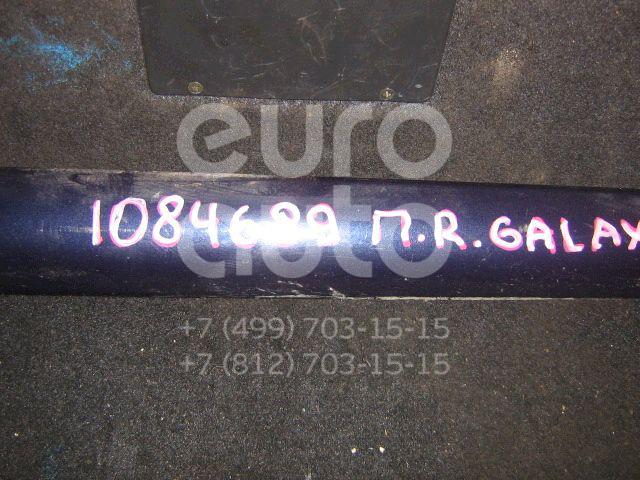 euro
auto
1084689 П.R. GALAX
+7 (499) 703-15-15
+7 (812) 703-15-15